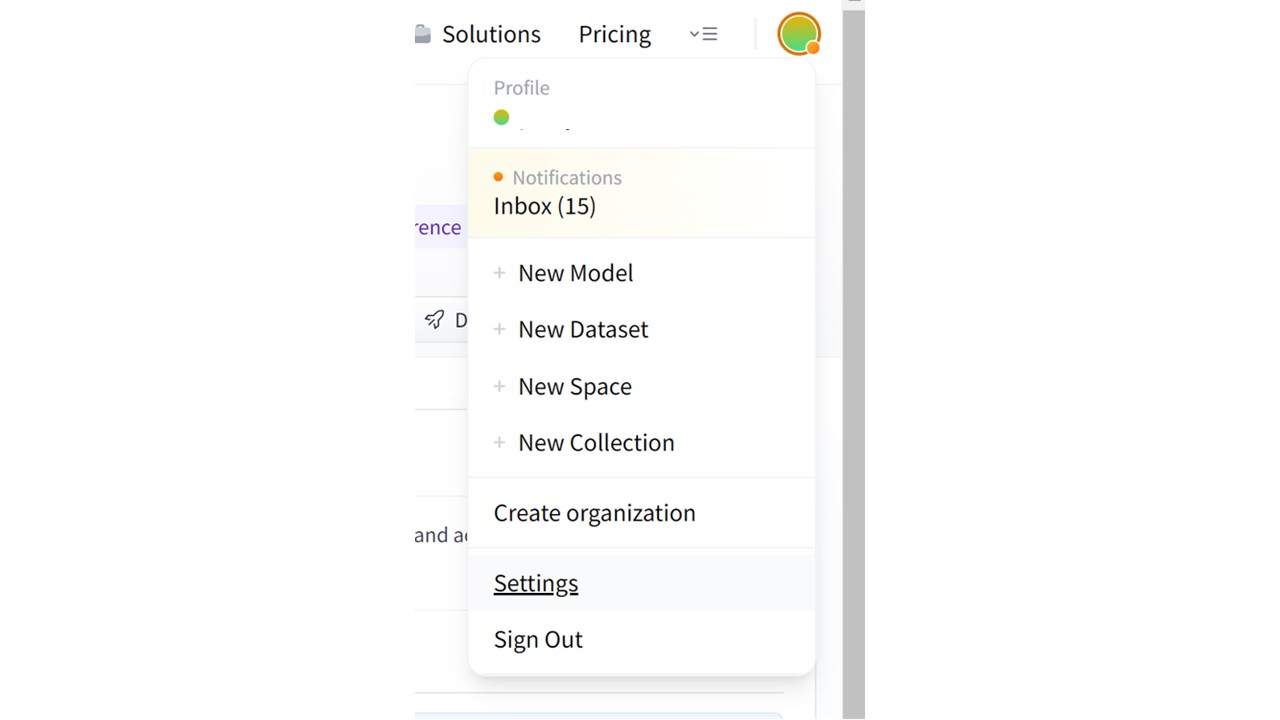 Solutions Pricing
Profile
Notifications
Inbox (15)
rence
+ New Model
+ New Dataset
D
+ New Space
+ New Collection
Create organization
and
Settings
Sign Out